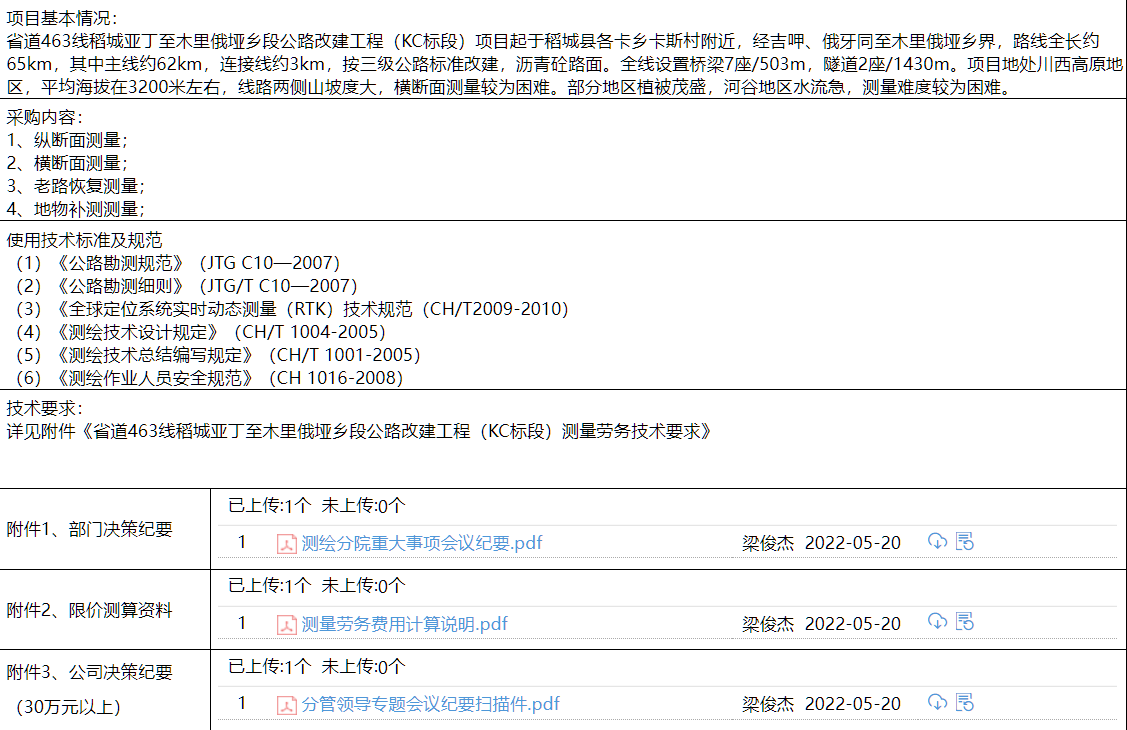 项目基本情况：
省道463线稻城亚丁至木里俄垭乡段公路改建工程（KC标段）项目起于稻城县各卡乡卡斯村附近，经吉呷、俄牙同至木里俄垭乡界，路线全长约
65km，其中主线约62km，连接线约3km，按三级公路标准改建，沥青砼路面。全线设置桥梁7座/503m，隧道2座/1430m。项目地处川西高原地
区，平均海拔在3200米左右，线路两侧山坡度大，横断面测量较为困难。部分地区植被茂盛，河谷地区水流急，测量难度较为困难。
采购内容：
1、纵断面测量；
2、横断面测量；
3、老路恢复测量；
4、地物补测测量；
使用技术标准及规范
（1）《公路勘测规范》（JTG C10—2007）
（2）《公路勘测细则》（JTG/T C10—2007）
（3）《全球定位系统实时动态测量（RTK）技术规范（CH/T2009-2010）
（4）《测绘技术设计规定》（CH/T 1004-2005）
（5）《测绘技术总结编写规定》（CH/T 1001-2005）
（6）《测绘作业人员安全规范》（CH 1016-2008）
技术要求：
详见附件《省道463线稻城亚丁至木里俄垭乡段公路改建工程（KC标段）测量劳务技术要求》
附件1、部门决策纪要
已上传:1个 未上传:0个
1 测绘分院重大事项会议纪要.pdf 梁俊杰 2022-05-20
附件2、限价测算资料
已上传:1个 未上传:0个
1 测量劳务费用计算说明.pdf 梁俊杰 2022-05-20
附件3、公司决策纪要
（30万元以上）
已上传:1个 未上传:0个
1 分管领导专题会议纪要扫描件.pdf 梁俊杰 2022-05-20